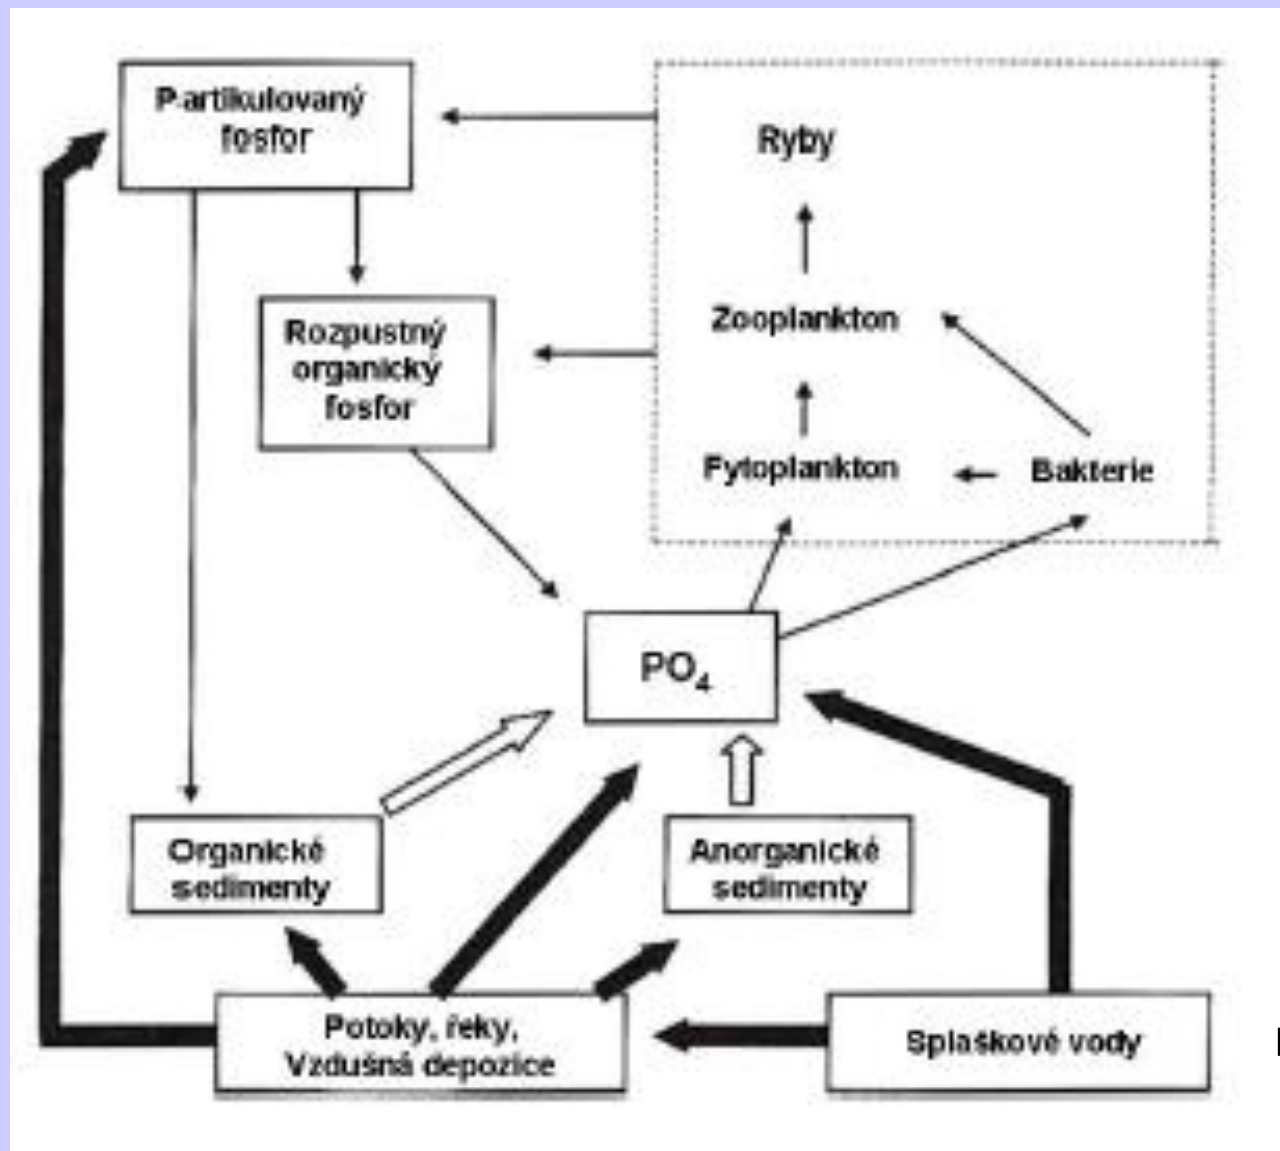 Partikulovaný
fosfor
Ryby
Rozpustný
organický
fosfor
Zooplankton
Fytoplankton
Bakterie
PO₄
Organické
sedimenty
Anorganické
sedimenty
Potoky, řeky,
Vzdušná depozice
Splaškové vody